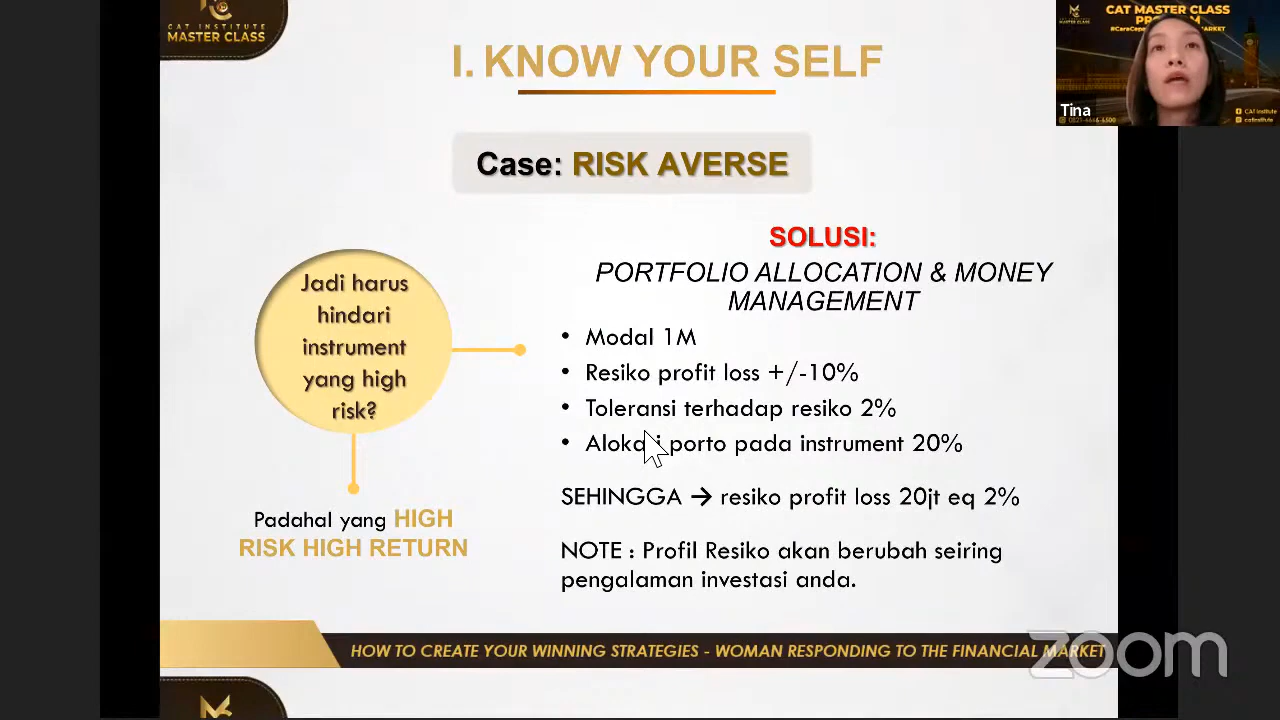 CAT INSTITUTE
MASTER CLASS
I. KNOW YOUR SELF
CAT MASTER CLASS
Tina
CAT Institute
catinstitute
Case: RISK AVERSE
Jadi harus
hindari
instrument
yang high
risk?
Padahal yang HIGH
RISK HIGH RETURN
SOLUSI:
PORTFOLIO ALLOCATION & MONEY
MANAGEMENT
• Modal 1M
• Resiko profit loss +/-10%
• Toleransi terhadap resiko 2%
• porto pada instrument 20%
SEHINGGA → resiko profit loss 20jt eq 2%
NOTE : Profil Resiko akan berubah seiring
pengalaman investasi anda.
HOW TO CREATE YOUR WINNING STRATEGIES - WOMAN RESPONDING TO THE FINANCIAL MARKET
zoom